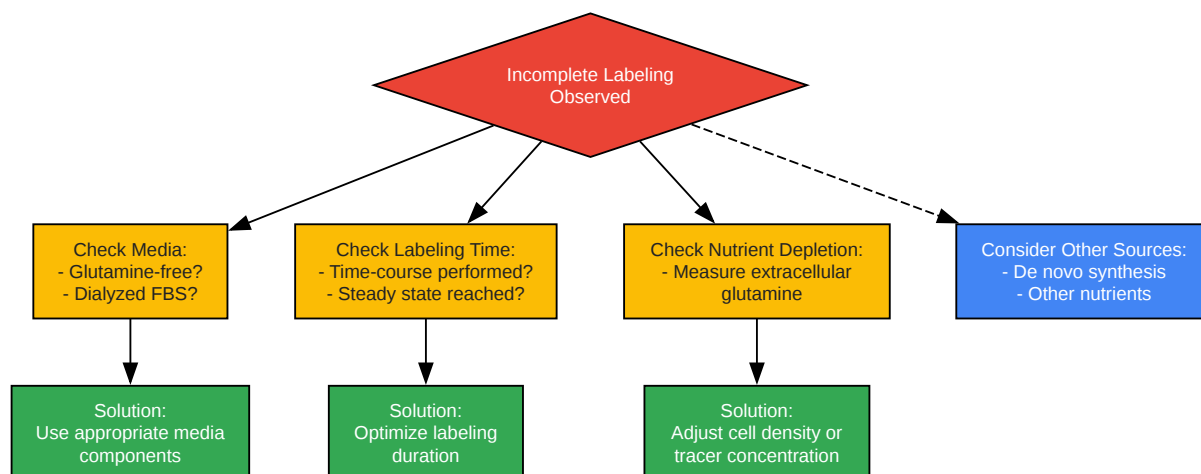 Incomplete Labeling
Observed
Check Media:
- Glutamine-free?
- Dialyzed FBS?
Check Labeling Time:
- Time-course performed?
- Steady state reached?
Check Nutrient Depletion:
- Measure extracellular
glutamine
Consider Other Sources:
- De novo synthesis
- Other nutrients
Solution:
Use appropriate media
components
Solution:
Optimize labeling
duration
Solution:
Adjust cell density or
tracer concentration